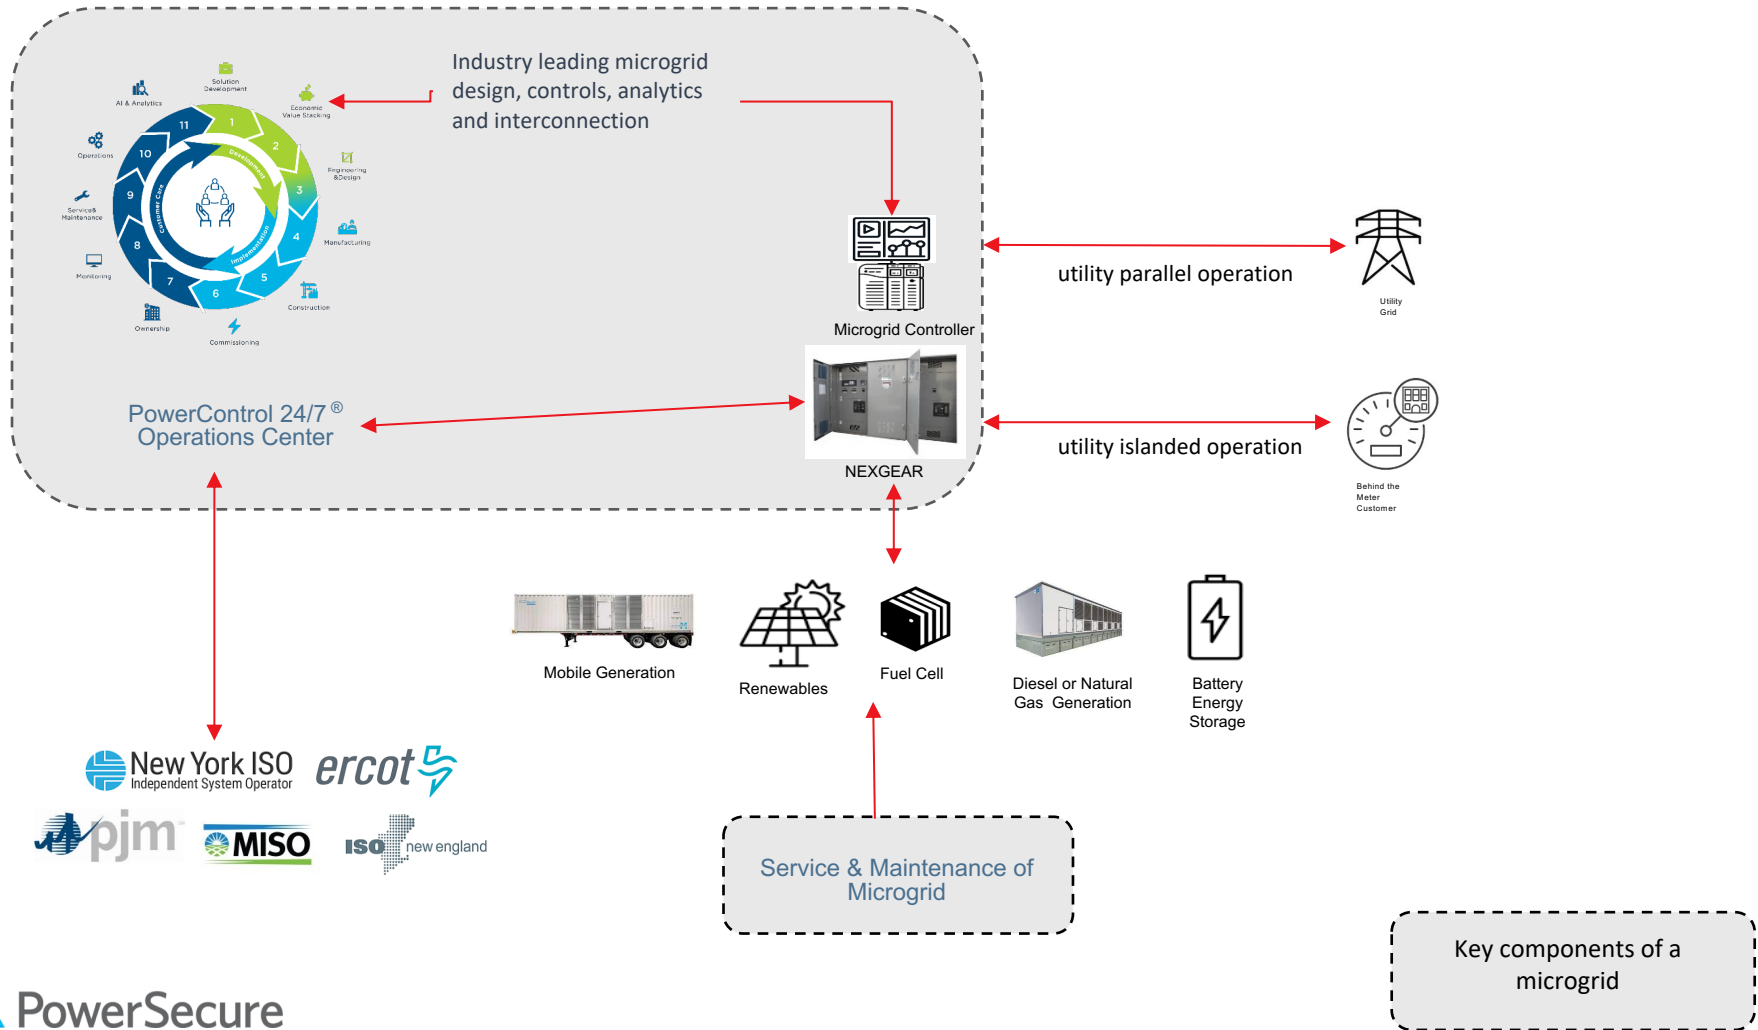 Industry leading microgrid
design, controls, analytics
and interconnection
Solution
Development
Economic
Value Stacking
Engineering
&Design
Manufacturing
Construction
Commissioning
Ownership
Monitoring
Service&
Maintenance
Operations
AI & Analytics
1
2
3
4
5
6
7
8
9
10
11
Development
Implementation
Customer Care
PowerControl 24/7®
Operations Center
Microgrid Controller
NEXGEAR
utility parallel operation
Utility
Grid
utility islanded operation
Behind the
Meter
Customer
Mobile Generation
Renewables
Fuel Cell
Diesel or Natural
Gas Generation
Battery
Energy
Storage
New York ISO
Independent System Operator
ercot
pjm
MISO
ISO new england
Service & Maintenance of
Microgrid
Key components of a
microgrid
PowerSecure